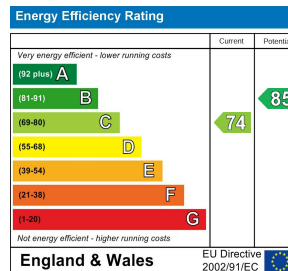 Energy Efficiency Rating
Current
Very energy efficient - lower running costs
(92 plus) A
(81-91) B
85
(69-80) C
74
(55-68) D
(39-54) E
(21-38) F
(1-20) G
Not energy efficient - higher running costs
England & Wales
EU Directive
2002/91/EC